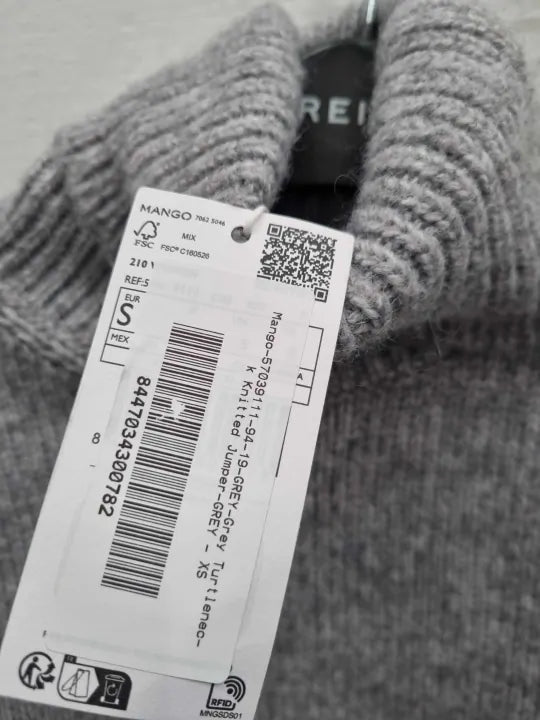 REI
MANGO 7062 5046
MIX
FSC FSC® C160526
210
REF:5
EUR
S
MEX
A
8
8447034300782
Mango-57039111-94-19-GREY-Grey Turtlenec-
k Knitted Jumper-GREY - XS
RFID
MNGSDS01